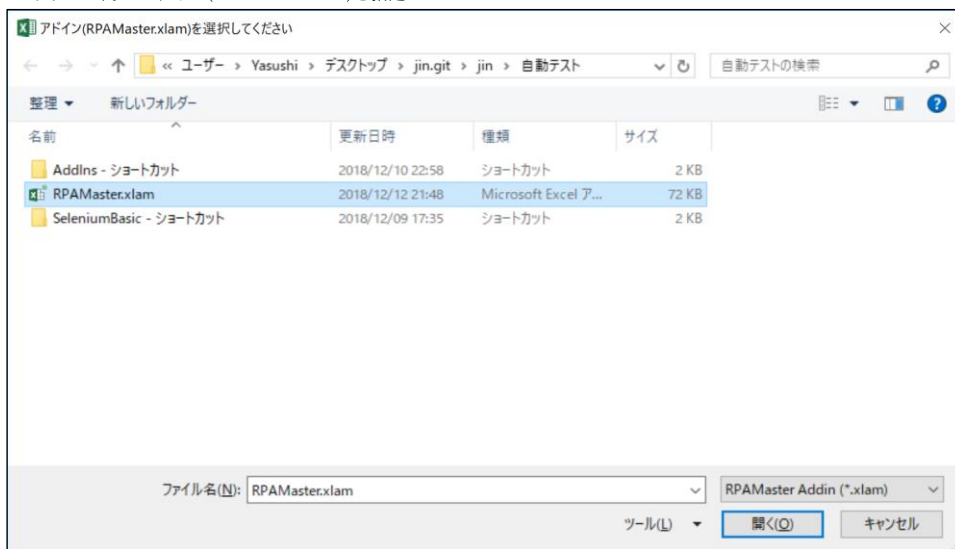 アドイン(RPAMaster.xlam)を選択してください
« ユーザー › Yasushi › デスクトップ › jin.git › jin › 自動テスト
自動テストの検索
整理 ▼ 新しいフォルダー
名前 更新日時 種類 サイズ
AddIns - ショートカット 2018/12/10 22:58 ショートカット 2 KB
RPAMaster.xlam 2018/12/12 21:48 Microsoft Excel ア... 72 KB
SeleniumBasic - ショートカット 2018/12/09 17:35 ショートカット 2 KB
ファイル名(N): RPAMaster.xlam RPAMaster Addin (*.xlam)
ツール(L) ▼ 開く(O) キャンセル